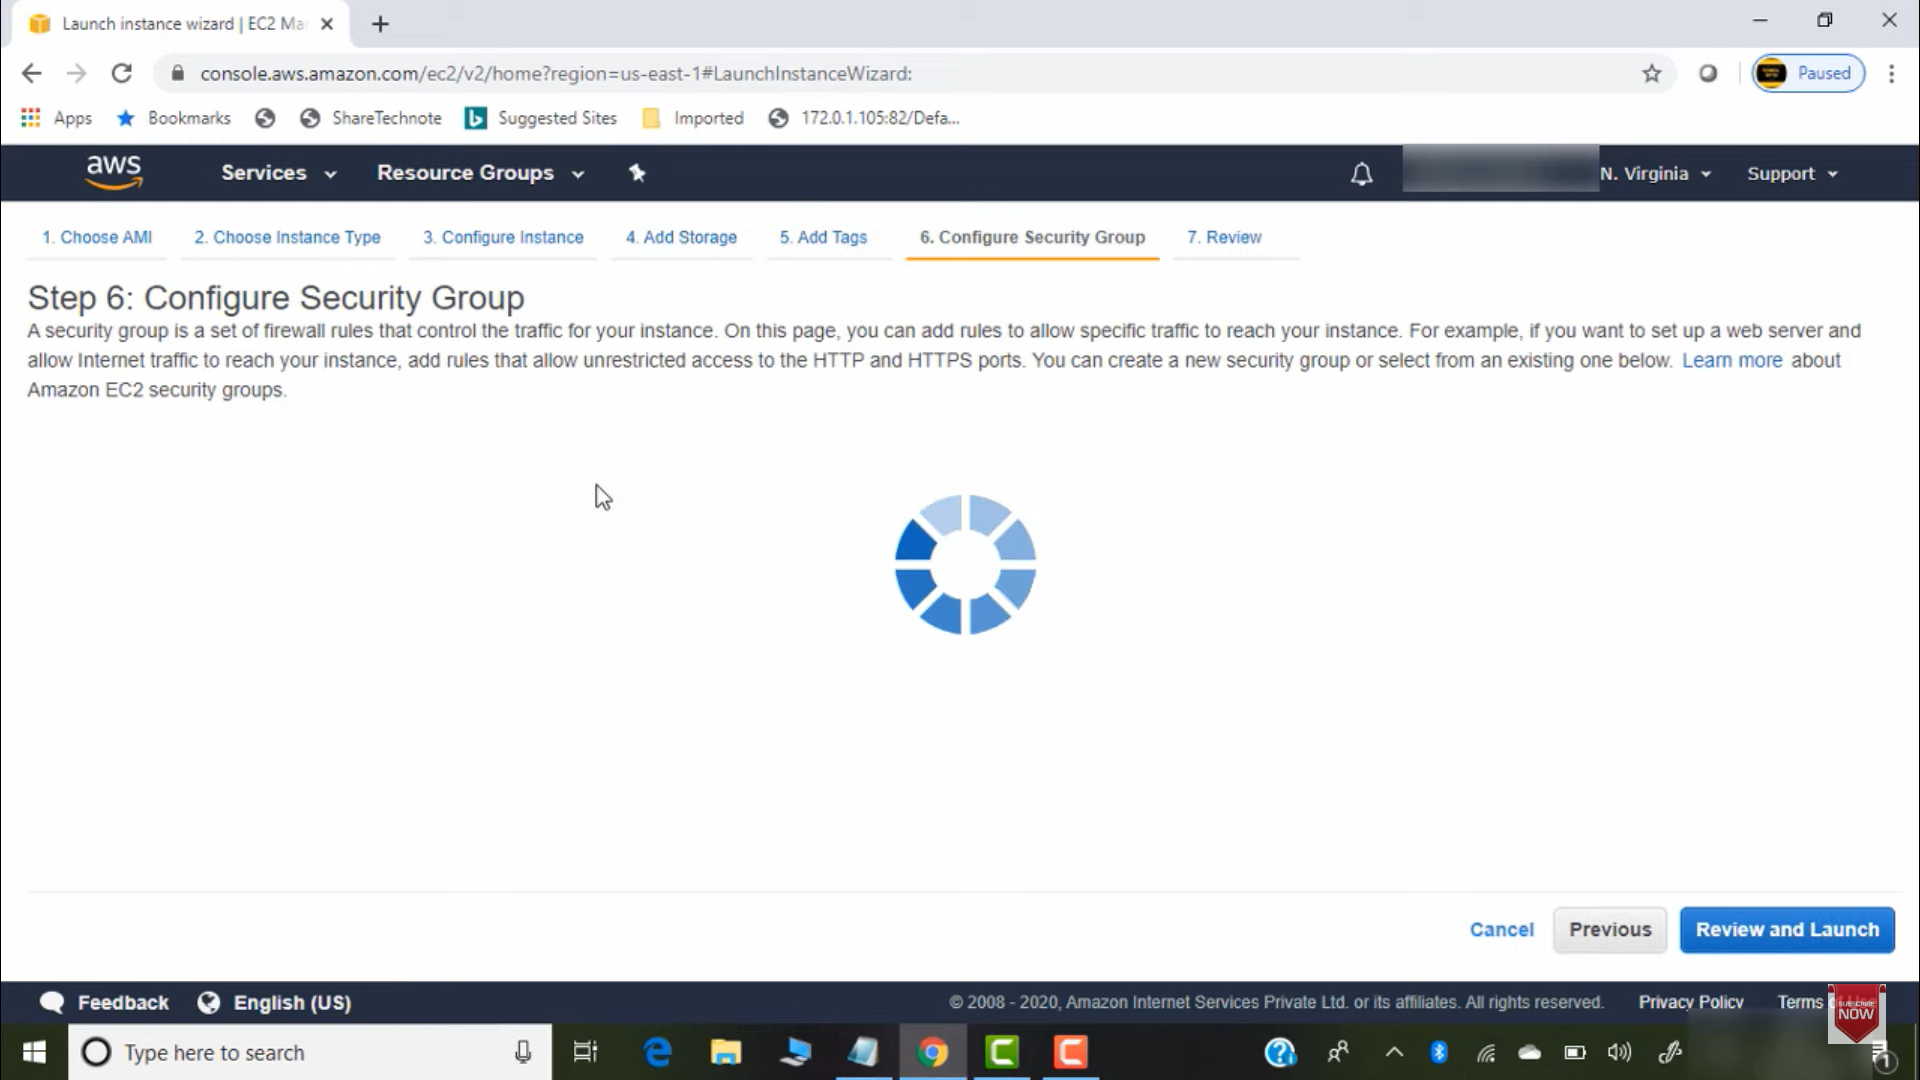 Launch instance wizard | EC2 Ma
console.aws.amazon.com/ec2/v2/home?region=us-east-1#LaunchInstanceWizard:
Paused
Apps
Bookmarks
ShareTechnote
Suggested Sites
Imported
172.0.1.105:82/Defa...
aws
Services
Resource Groups
N. Virginia
Support
1. Choose AMI
2. Choose Instance Type
3. Configure Instance
4. Add Storage
5. Add Tags
6. Configure Security Group
7. Review
Step 6: Configure Security Group
A security group is a set of firewall rules that control the traffic for your instance. On this page, you can add rules to allow specific traffic to reach your instance. For example, if you want to set up a web server and
allow Internet traffic to reach your instance, add rules that allow unrestricted access to the HTTP and HTTPS ports. You can create a new security group or select from an existing one below. Learn more about
Amazon EC2 security groups.
Cancel
Previous
Review and Launch
Feedback
English (US)
© 2008 - 2020, Amazon Internet Services Private Ltd. or its affiliates. All rights reserved.
Privacy Policy
Terms
SUBSCRIBE
NOW
Type here to search
1